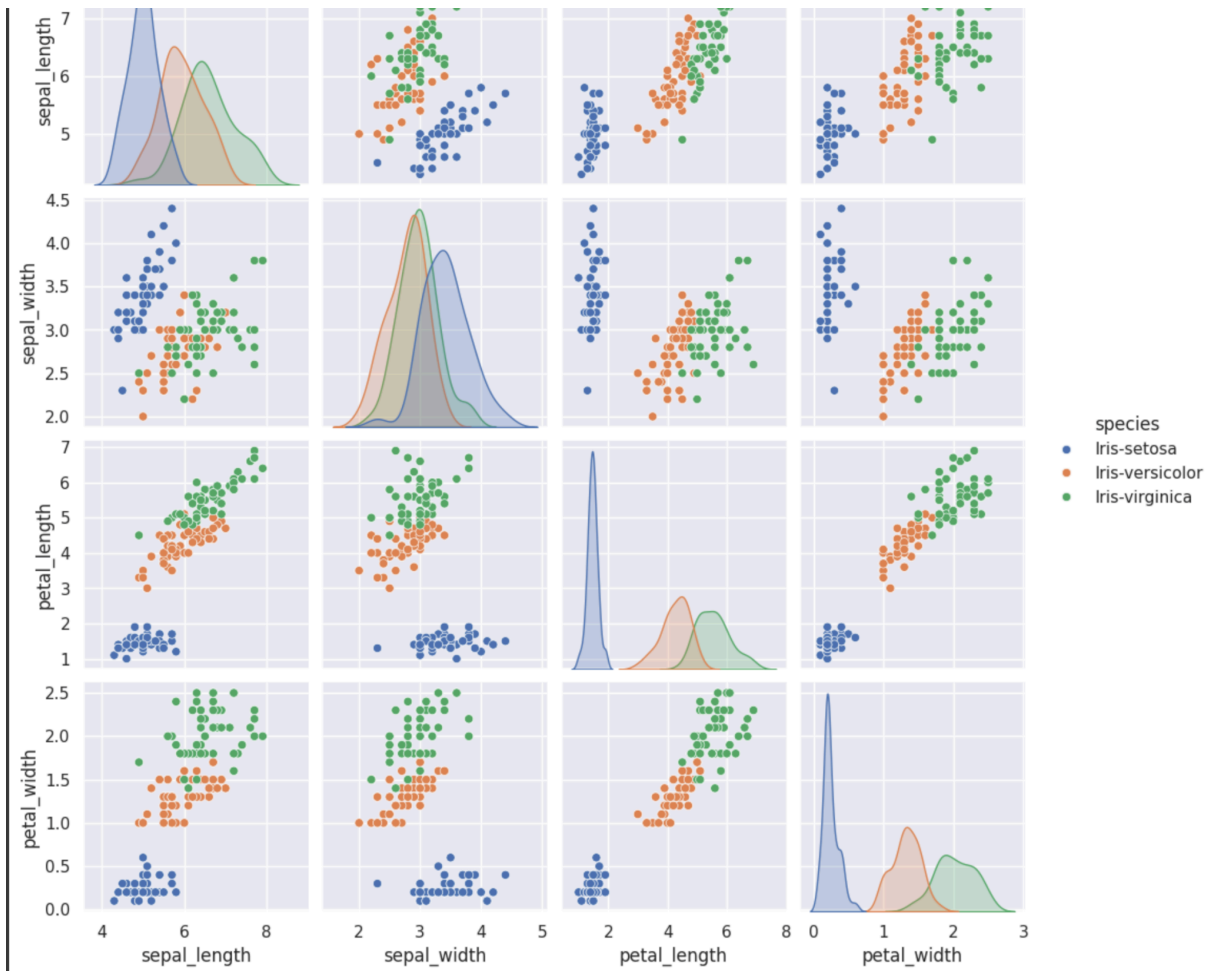 sepal_length
7
6
5
sepal_width
4.5
4.0
3.5
3.0
2.5
2.0
petal_length
7
6
5
4
3
2
1
petal_width
2.5
2.0
1.5
1.0
0.5
0.0
4 6 8
sepal_length
2 3 4 5
sepal_width
2 4 6 8
petal_length
0 1 2 3
petal_width
species
Iris-setosa
Iris-versicolor
Iris-virginica